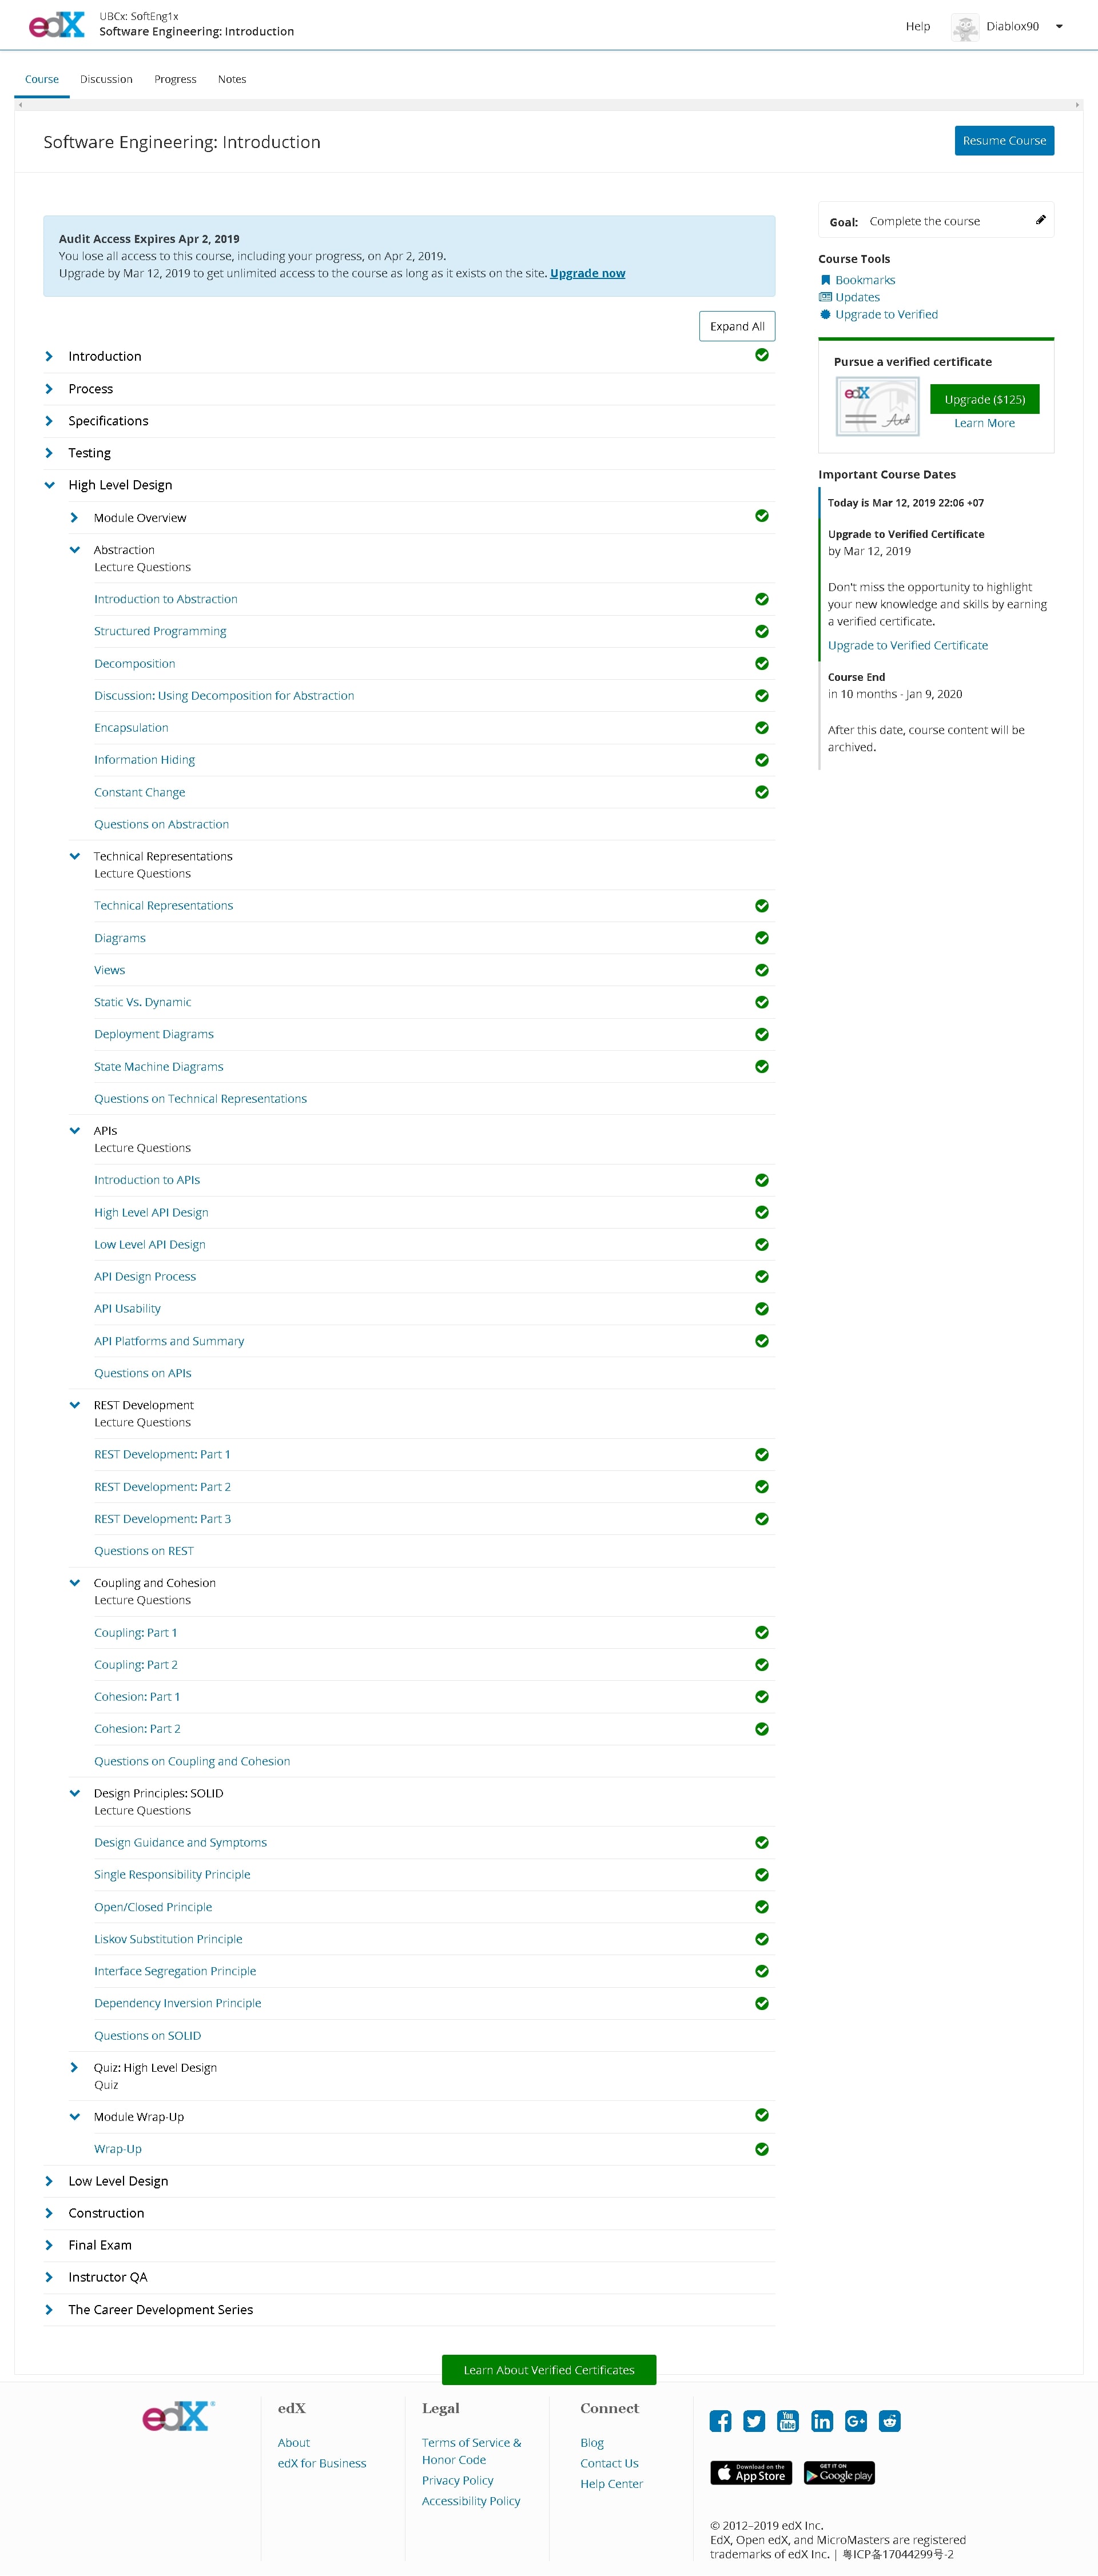 edX
UBCx: SoftEng1x
Software Engineering: Introduction
Help
Diablox90
Course
Discussion
Progress
Notes
Software Engineering: Introduction
Resume Course
Audit Access Expires Apr 2, 2019
You lose all access to this course, including your progress, on Apr 2, 2019.
Upgrade by Mar 12, 2019 to get unlimited access to the course as long as it exists on the site. Upgrade now
Expand All
Introduction
Process
Specifications
Testing
High Level Design
Module Overview
Abstraction
Lecture Questions
Introduction to Abstraction
Structured Programming
Decomposition
Discussion: Using Decomposition for Abstraction
Encapsulation
Information Hiding
Constant Change
Questions on Abstraction
Technical Representations
Lecture Questions
Technical Representations
Diagrams
Views
Static Vs. Dynamic
Deployment Diagrams
State Machine Diagrams
Questions on Technical Representations
APIs
Lecture Questions
Introduction to APIs
High Level API Design
Low Level API Design
API Design Process
API Usability
API Platforms and Summary
Questions on APIs
REST Development
Lecture Questions
REST Development: Part 1
REST Development: Part 2
REST Development: Part 3
Questions on REST
Coupling and Cohesion
Lecture Questions
Coupling: Part 1
Coupling: Part 2
Cohesion: Part 1
Cohesion: Part 2
Questions on Coupling and Cohesion
Design Principles: SOLID
Lecture Questions
Design Guidance and Symptoms
Single Responsibility Principle
Open/Closed Principle
Liskov Substitution Principle
Interface Segregation Principle
Dependency Inversion Principle
Questions on SOLID
Quiz: High Level Design
Quiz
Module Wrap-Up
Wrap-Up
Low Level Design
Construction
Final Exam
Instructor QA
The Career Development Series
Goal: Complete the course
Course Tools
Bookmarks
Updates
Upgrade to Verified
Pursue a verified certificate
edX
Upgrade ($125)
Learn More
Important Course Dates
Today is Mar 12, 2019 22:06 +07
Upgrade to Verified Certificate
by Mar 12, 2019
Don't miss the opportunity to highlight
your new knowledge and skills by earning
a verified certificate.
Upgrade to Verified Certificate
Course End
in 10 months - Jan 9, 2020
After this date, course content will be
archived.
Learn About Verified Certificates
edX®
edX
About
edX for Business
Legal
Terms of Service &
Honor Code
Privacy Policy
Accessibility Policy
Connect
Blog
Contact Us
Help Center
You
Tube
in
G+
Download on the
App Store
GET IT ON
Google play
© 2012–2019 edX Inc.
EdX, Open edX, and MicroMasters are registered
trademarks of edX Inc. | 粤ICP备17044299号-2